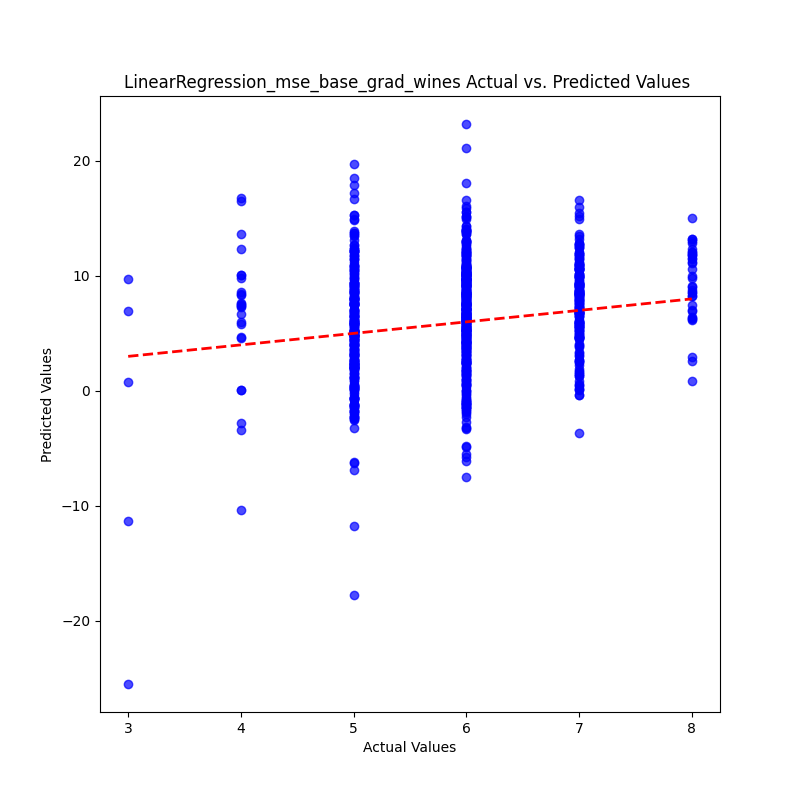 LinearRegression_mse_base_grad_wines Actual vs. Predicted Values
20
10
0
−10
−20
Predicted Values
3 4 5 6 7 8
Actual Values